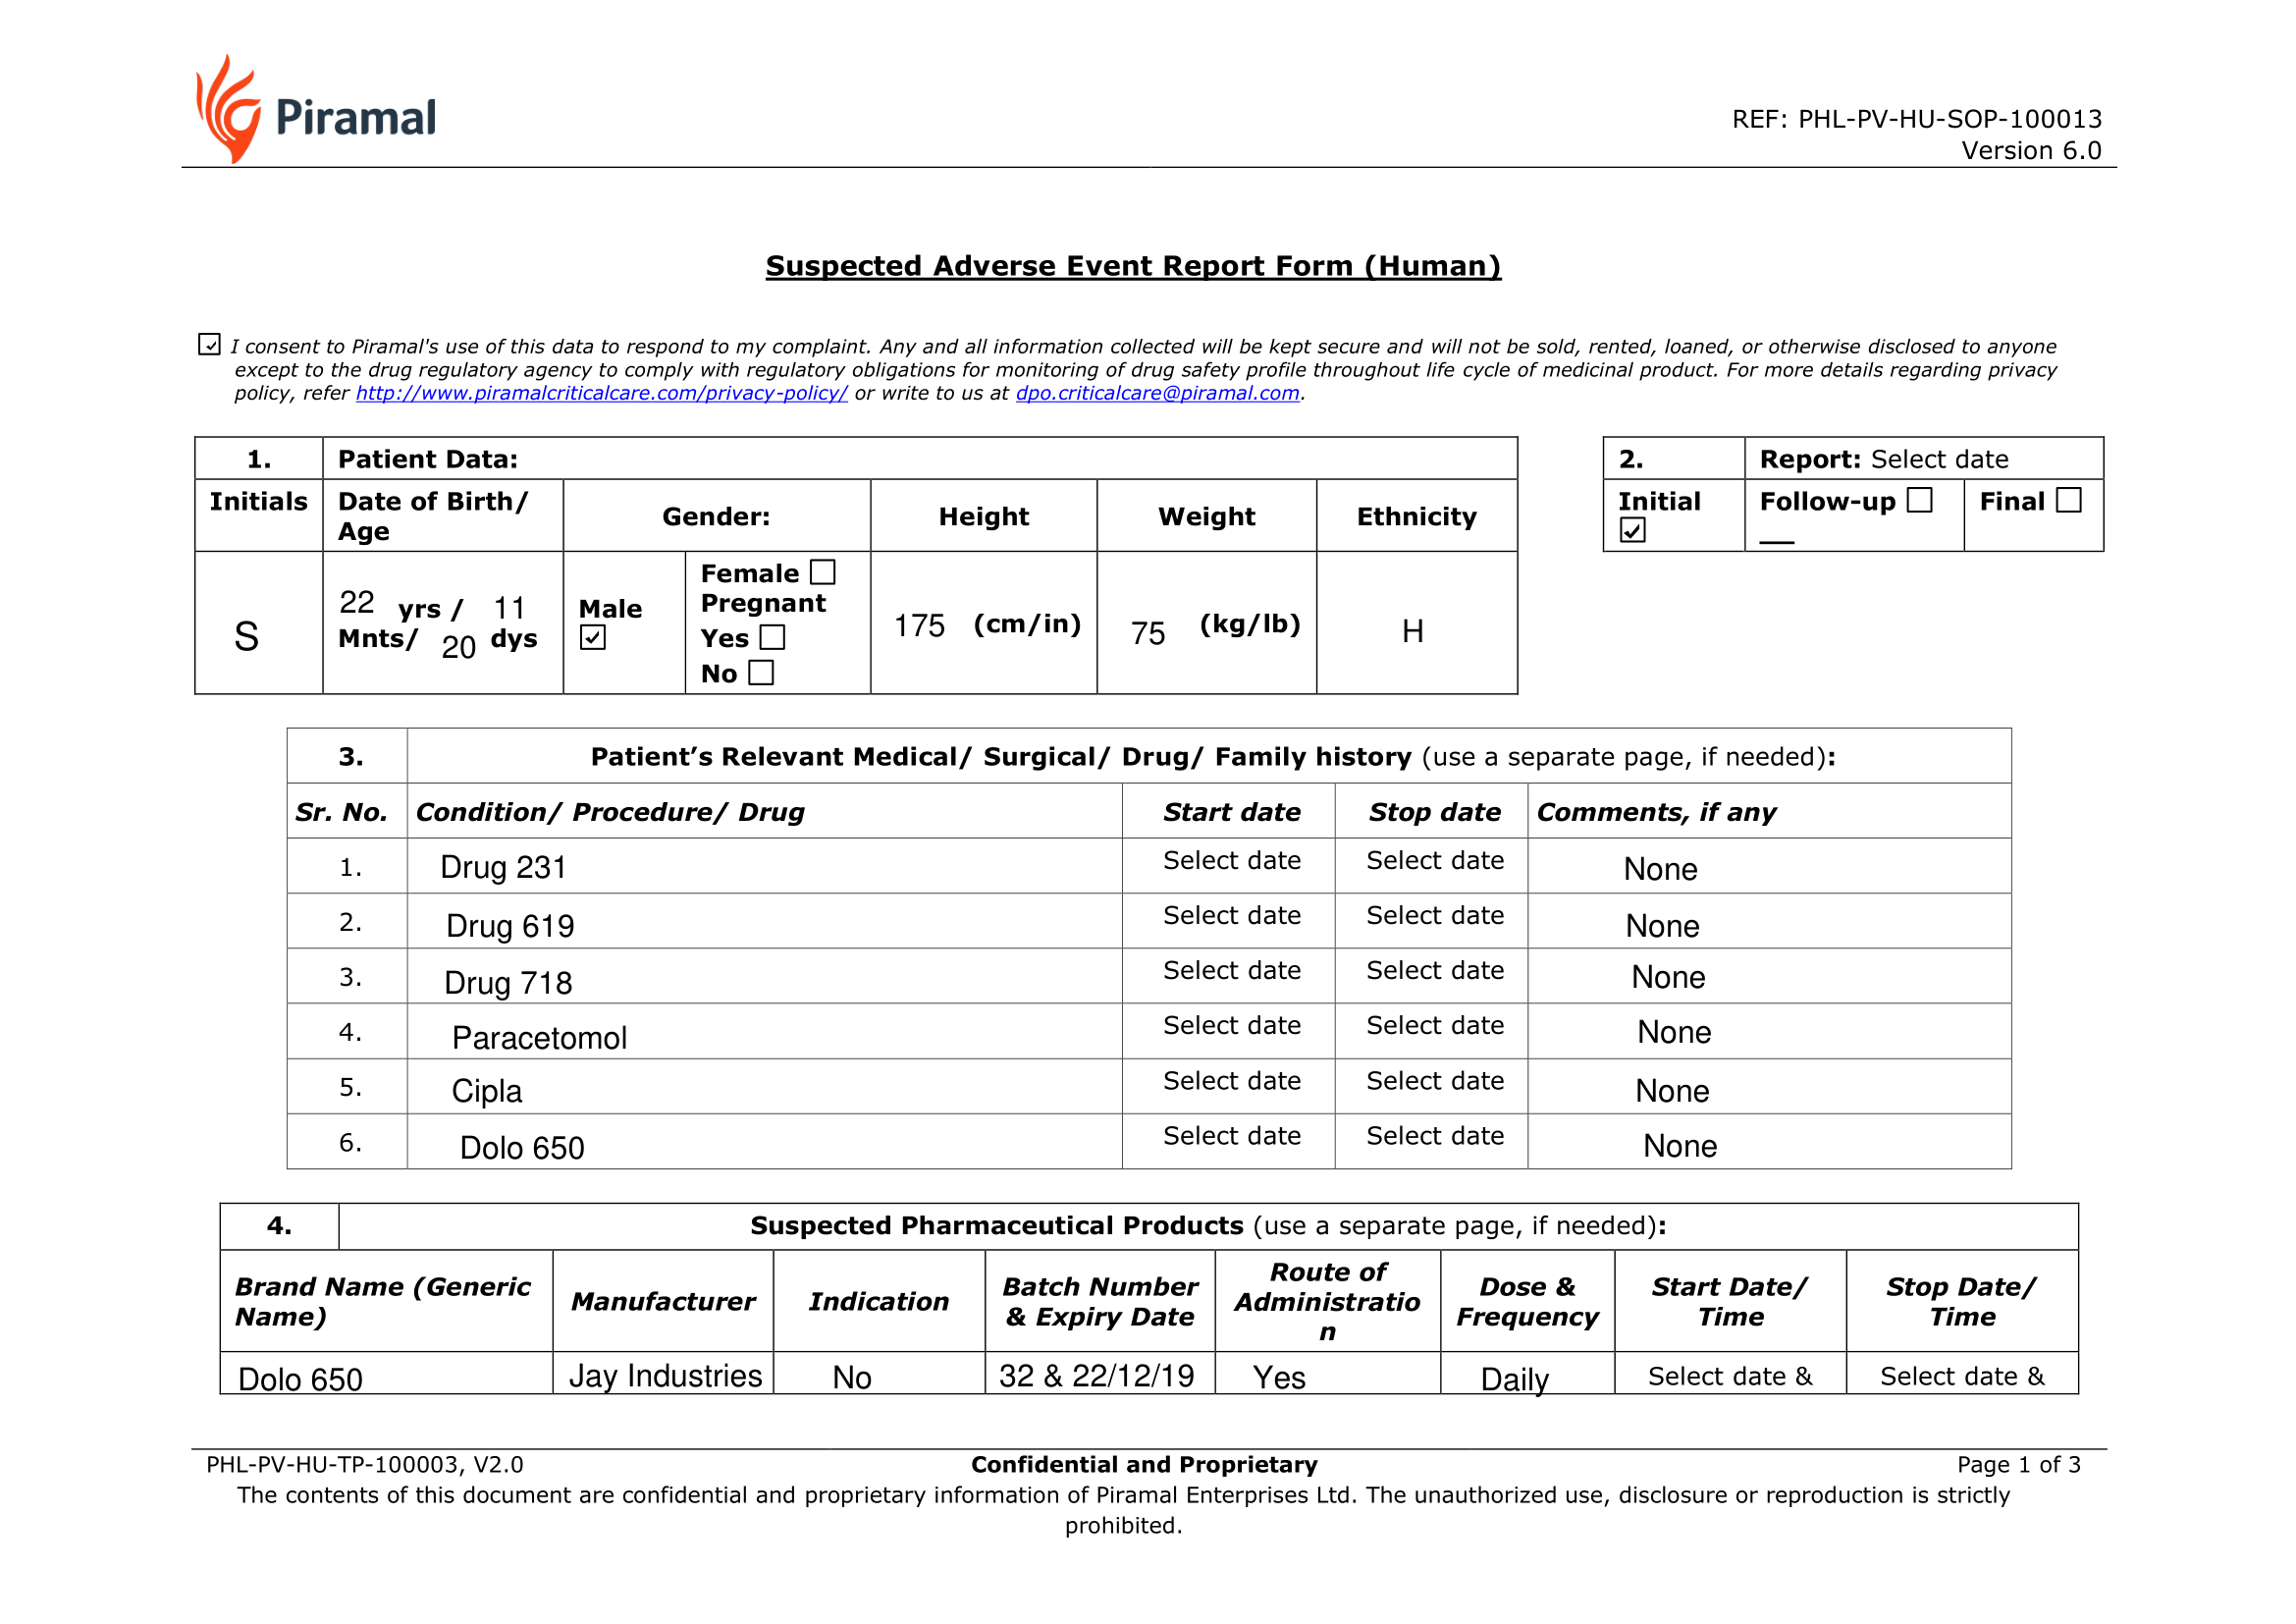 Piramal
REF: PHL-PV-HU-SOP-100013
Version 6.0
Suspected Adverse Event Report Form (Human)
I consent to Piramal's use of this data to respond to my complaint. Any and all information collected will be kept secure and will not be sold, rented, loaned, or otherwise disclosed to anyone
except to the drug regulatory agency to comply with regulatory obligations for monitoring of drug safety profile throughout life cycle of medicinal product. For more details regarding privacy
policy, refer http://www.piramalcriticalcare.com/privacy-policy/ or write to us at dpo.criticalcare@piramal.com.
1. Patient Data:
Initials Date of Birth/ Age Gender: Height Weight Ethnicity
S 22 yrs / 11 Mnts/ 20 dys Male Female Pregnant Yes No 175 (cm/in) 75 (kg/lb) H
2. Report: Select date
Initial Follow-up __ Final
3. Patient’s Relevant Medical/ Surgical/ Drug/ Family history (use a separate page, if needed):
Sr. No. Condition/ Procedure/ Drug Start date Stop date Comments, if any
1. Drug 231 Select date Select date None
2. Drug 619 Select date Select date None
3. Drug 718 Select date Select date None
4. Paracetomol Select date Select date None
5. Cipla Select date Select date None
6. Dolo 650 Select date Select date None
4. Suspected Pharmaceutical Products (use a separate page, if needed):
Brand Name (Generic Name) Manufacturer Indication Batch Number & Expiry Date Route of Administration Dose & Frequency Start Date/ Time Stop Date/ Time
Dolo 650 Jay Industries No 32 & 22/12/19 Yes Daily Select date & Select date &
PHL-PV-HU-TP-100003, V2.0 Confidential and Proprietary Page 1 of 3
The contents of this document are confidential and proprietary information of Piramal Enterprises Ltd. The unauthorized use, disclosure or reproduction is strictly
prohibited.